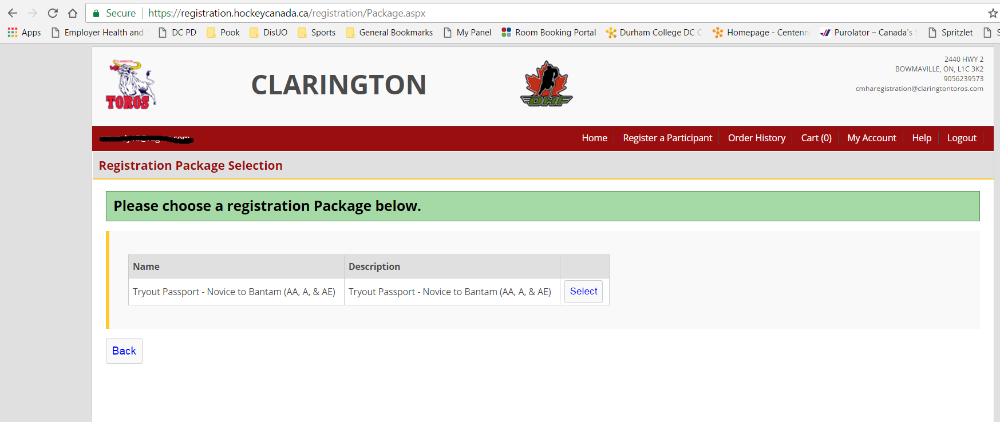 Secure https://registration.hockeycanada.ca/registration/Package.aspx
Apps Employer Health and DC PD Pook DisUO Sports General Bookmarks My Panel Room Booking Portal Durham College DC C Homepage - Centenn Purolator – Canada's S Spritzlet S
CLARINGTON
TOROS
CLARINGTON
OHF
2440 HWY 2
BOWMAVILLE, ON, L1C 3K2
9056239573
cmharegistration@claringtontoros.com
Home Register a Participant Order History Cart (0) My Account Help Logout
Registration Package Selection
Please choose a registration Package below.
Name Description
Tryout Passport - Novice to Bantam (AA, A, & AE) Tryout Passport - Novice to Bantam (AA, A, & AE) Select
Back